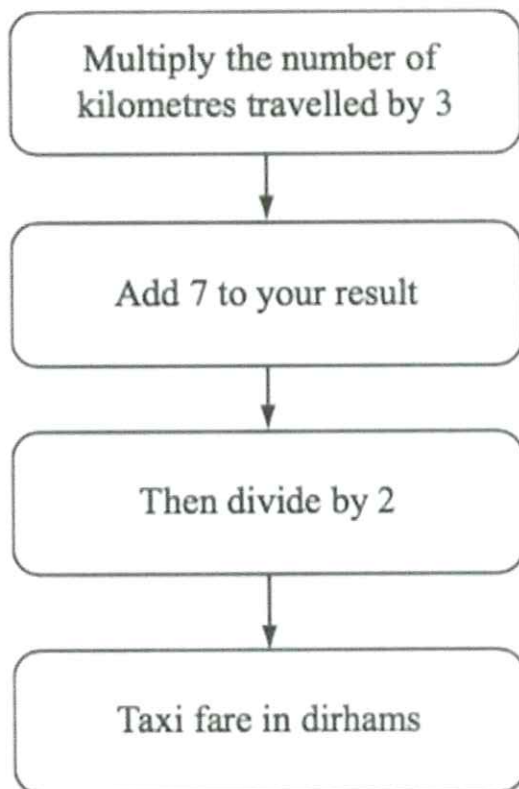 Multiply the number of
kilometres travelled by 3
Add 7 to your result
Then divide by 2
Taxi fare in dirhams